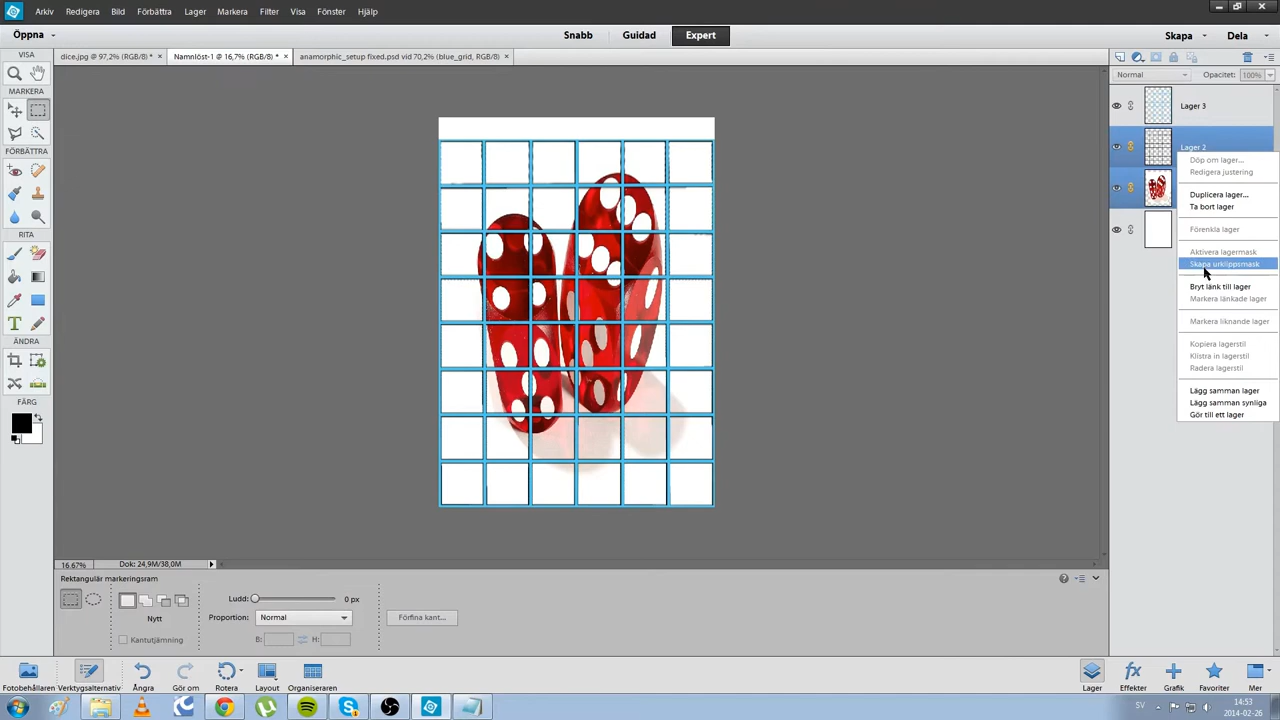 Arkiv Redigera Bild Förbättra Lager Markera Filter Visa Fönster Hjälp
Öppna Snabb Guidad Expert Skapa Dela
VISA dice.jpg @ 97,2% (RGB/8) * × Namnlöst-1 @ 16,7% (RGB/8) * × anamorphic_setup fixed.psd vid 70,2% (blue_grid, RGB/8) ×
Normal Opacitet: 100%
MARKERA
Lager 3
FÖRBÄTTRA
Lager 2
Döp om lager...
Redigera justering
Duplicera lager...
Ta bort lager
Förenkla lager
Aktivera lagermask
Skapa urklippsmask
Bryt länk till lager
Markera länkade lager
Markera liknande lager
Kopiera lagerstil
Klistra in lagerstil
Radera lagerstil
Lägg samman lager
Lägg samman synliga
Gör till ett lager
RITA
ÄNDRA
FÄRG
16.67% Dok: 24,9M/38,0M
Rektangulär markeringsram
Nytt
Ludd: 0 px
Proportion: Normal Förfina kant...
Kantutjämning B: H:
Fotobehållaren Verktygsalternativ Ångra Gör om Rotera Layout Organiseraren Lager Effekter Grafik Favoriter Mer
SV 14:53
2014-02-26